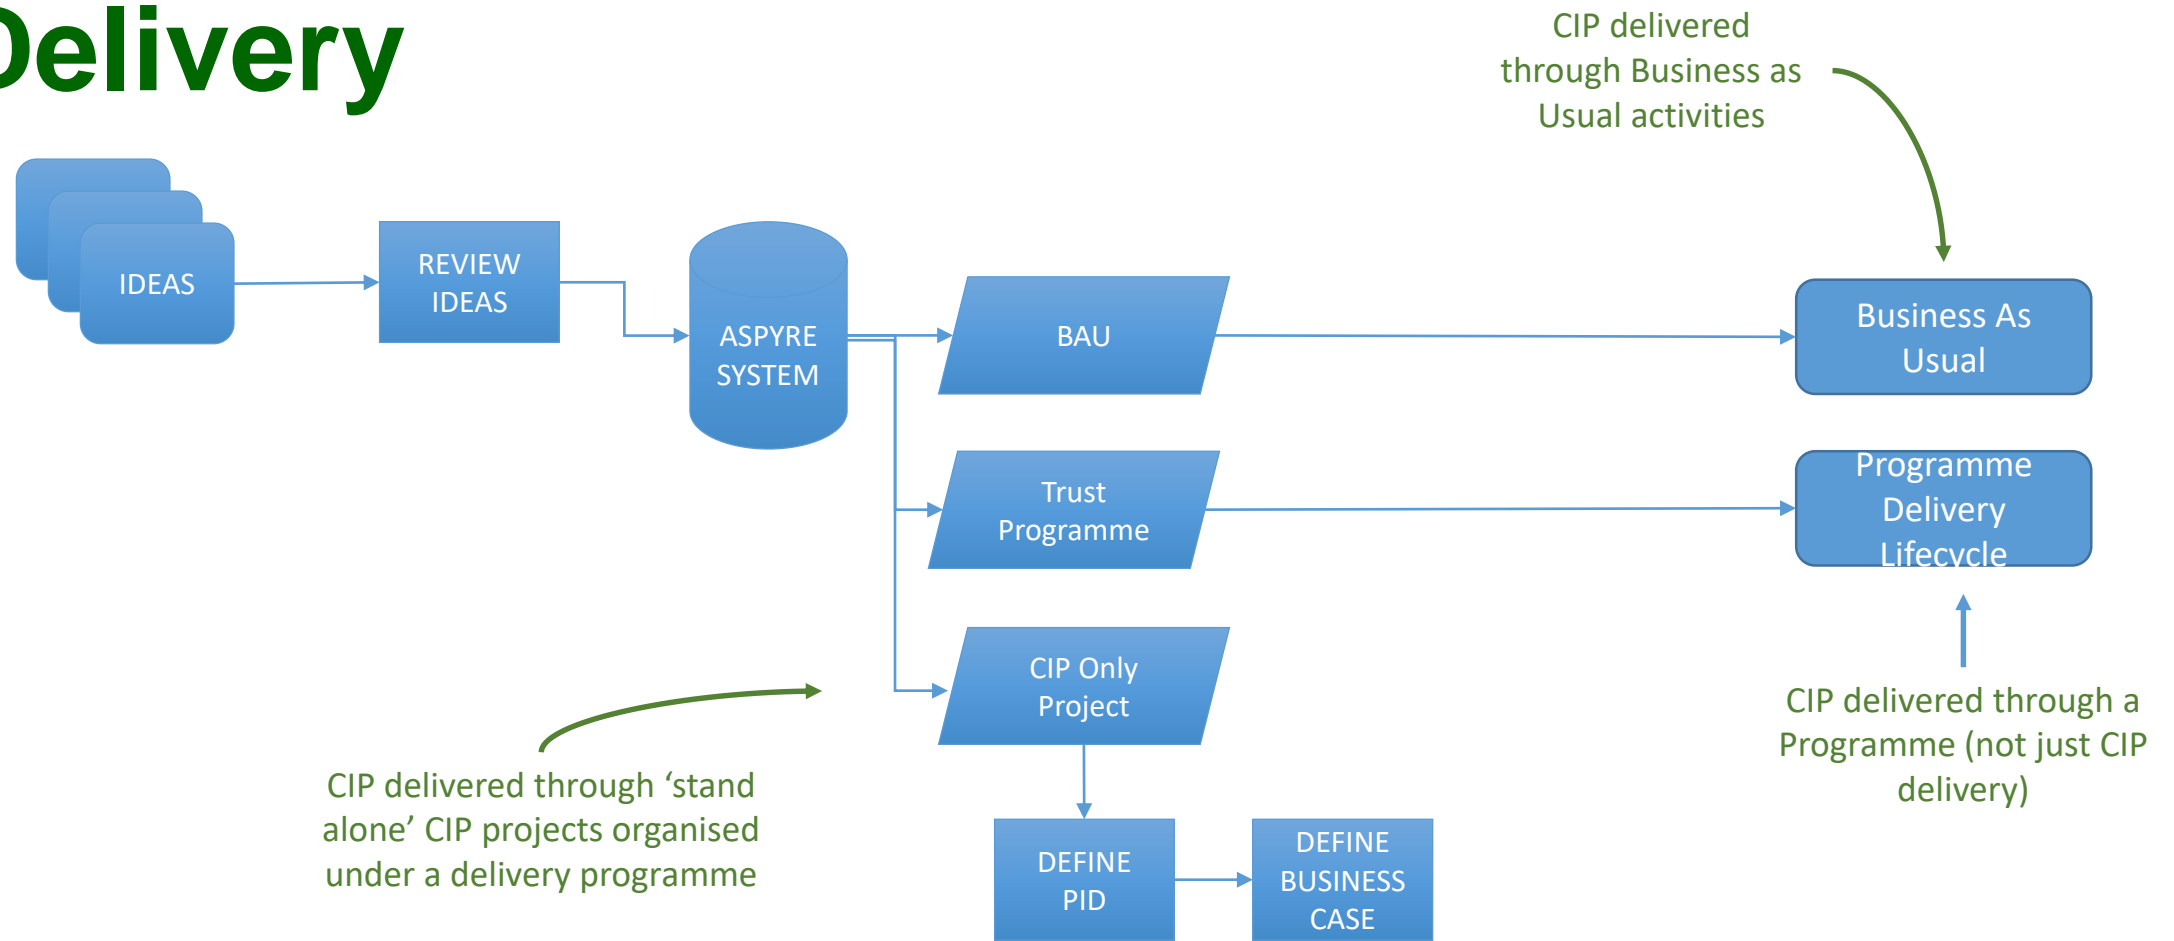 Delivery
CIP delivered
through Business as
Usual activities
IDEAS
REVIEW
IDEAS
ASPYRE
SYSTEM
BAU
Business As
Usual
Trust
Programme
Programme
Delivery
Lifecycle
CIP Only
Project
CIP delivered through a
Programme (not just CIP
delivery)
CIP delivered through ‘stand
alone’ CIP projects organised
under a delivery programme
DEFINE
PID
DEFINE
BUSINESS
CASE